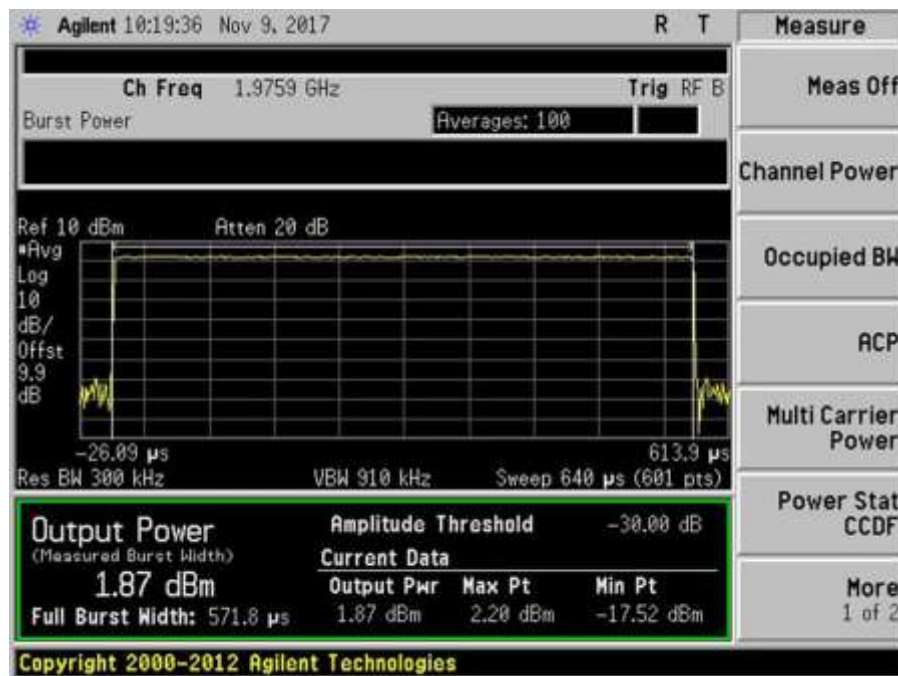 Agilent 10:19:36 Nov 9, 2017 R T
Measure
Ch Freq 1.9759 GHz Trig RF B
Burst Power Averages: 100
Meas Off
Channel Power
Occupied BW
ACP
Multi Carrier
Power
Power Stat
CCDF
More
1 of 2
Ref 10 dBm Atten 20 dB
*Avg
Log
10
dB/
Offst
9.9
dB
-26.09 µs 613.9 µs
Res BW 300 kHz VBW 910 kHz Sweep 640 µs (601 pts)
Output Power
(Measured Burst Width)
1.87 dBm
Full Burst Width: 571.8 µs
Amplitude Threshold -30.00 dB
Current Data
Output Pwr Max Pt Min Pt
1.87 dBm 2.20 dBm -17.52 dBm
Copyright 2000-2012 Agilent Technologies